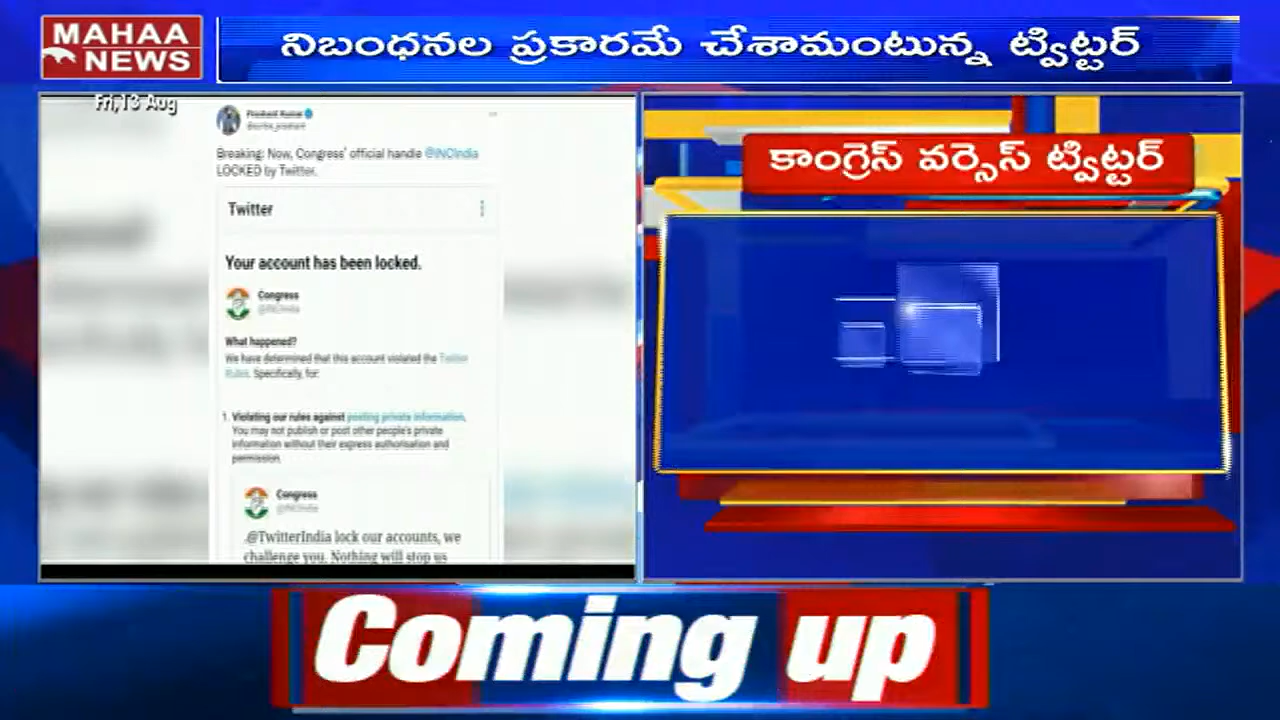 MAHAA
NEWS
నిబంధనల ప్రకారమే చేశామంటున్న ట్విట్టర్
Fri,13 Aug
Prashant Kumar
Breaking: Now, Congress' official handle @INCIndia
LOCKED by Twitter.
Twitter
Your account has been locked.
Congress
@INCIndia
What happened?
We have determined that this account violated the Twitter
Rules. Specifically, for:
1. Violating our rules against posting private information.
You may not publish or post other people's private
information without their express authorisation and
permission.
Congress
@INCIndia
.@TwitterIndia lock our accounts, we
challenge you. Nothing will stop us
కాంగ్రెస్ వర్సెస్ ట్విట్టర్
Coming up